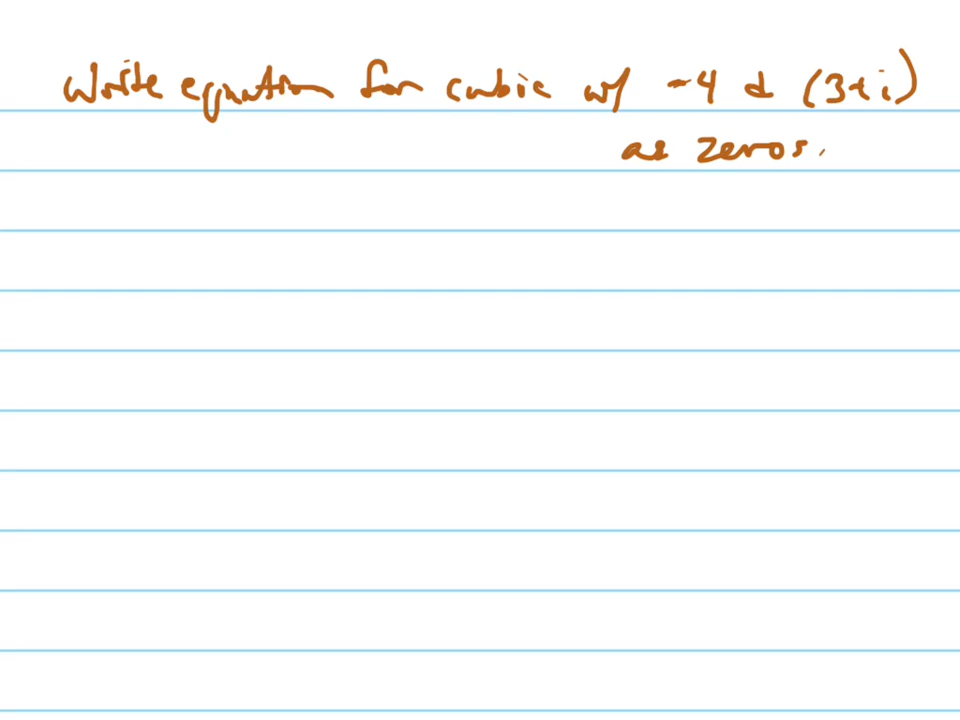 Write equation for cubic w/ -4 & (3+i)
as zeros.